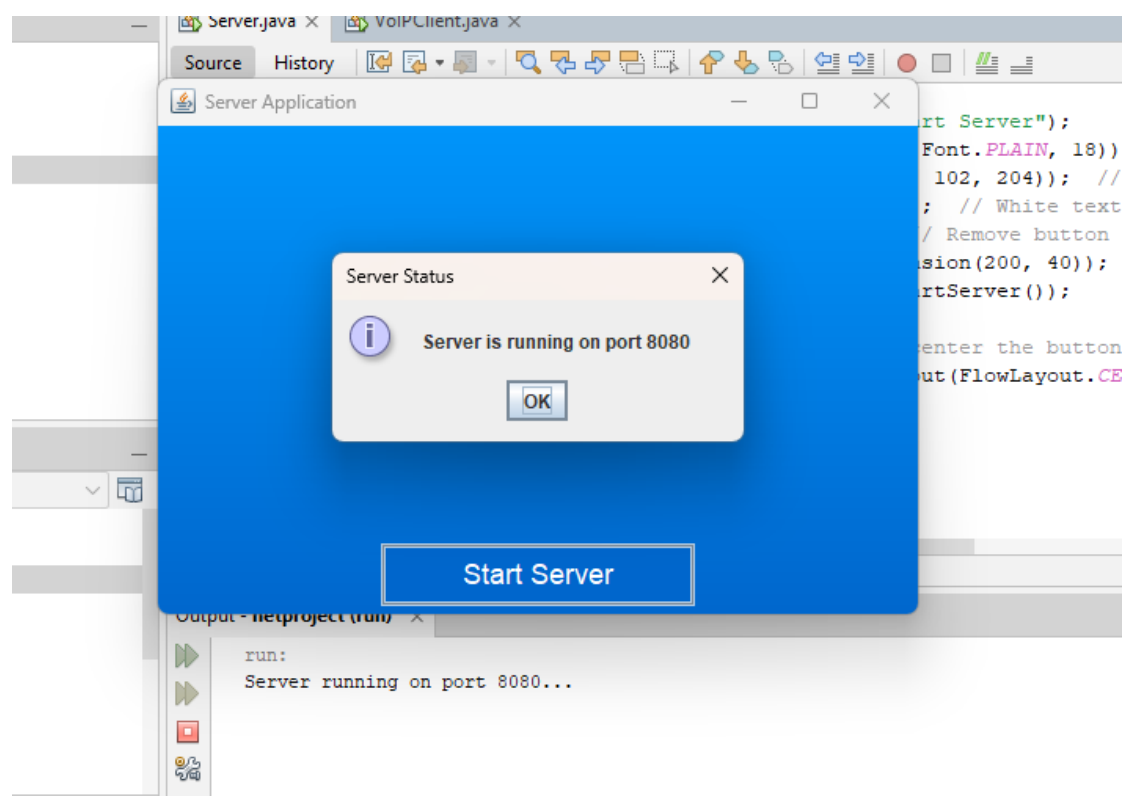 Server.java
VoIPClient.java
Source
History
Server Application
rt Server");
Font.PLAIN, 18))
102, 204)); //
; // White text
/ Remove button
sion(200, 40));
rtServer());
enter the button
ut(FlowLayout.CE
Server Status
Server is running on port 8080
OK
Start Server
Output - netproject (run)
run:
Server running on port 8080...